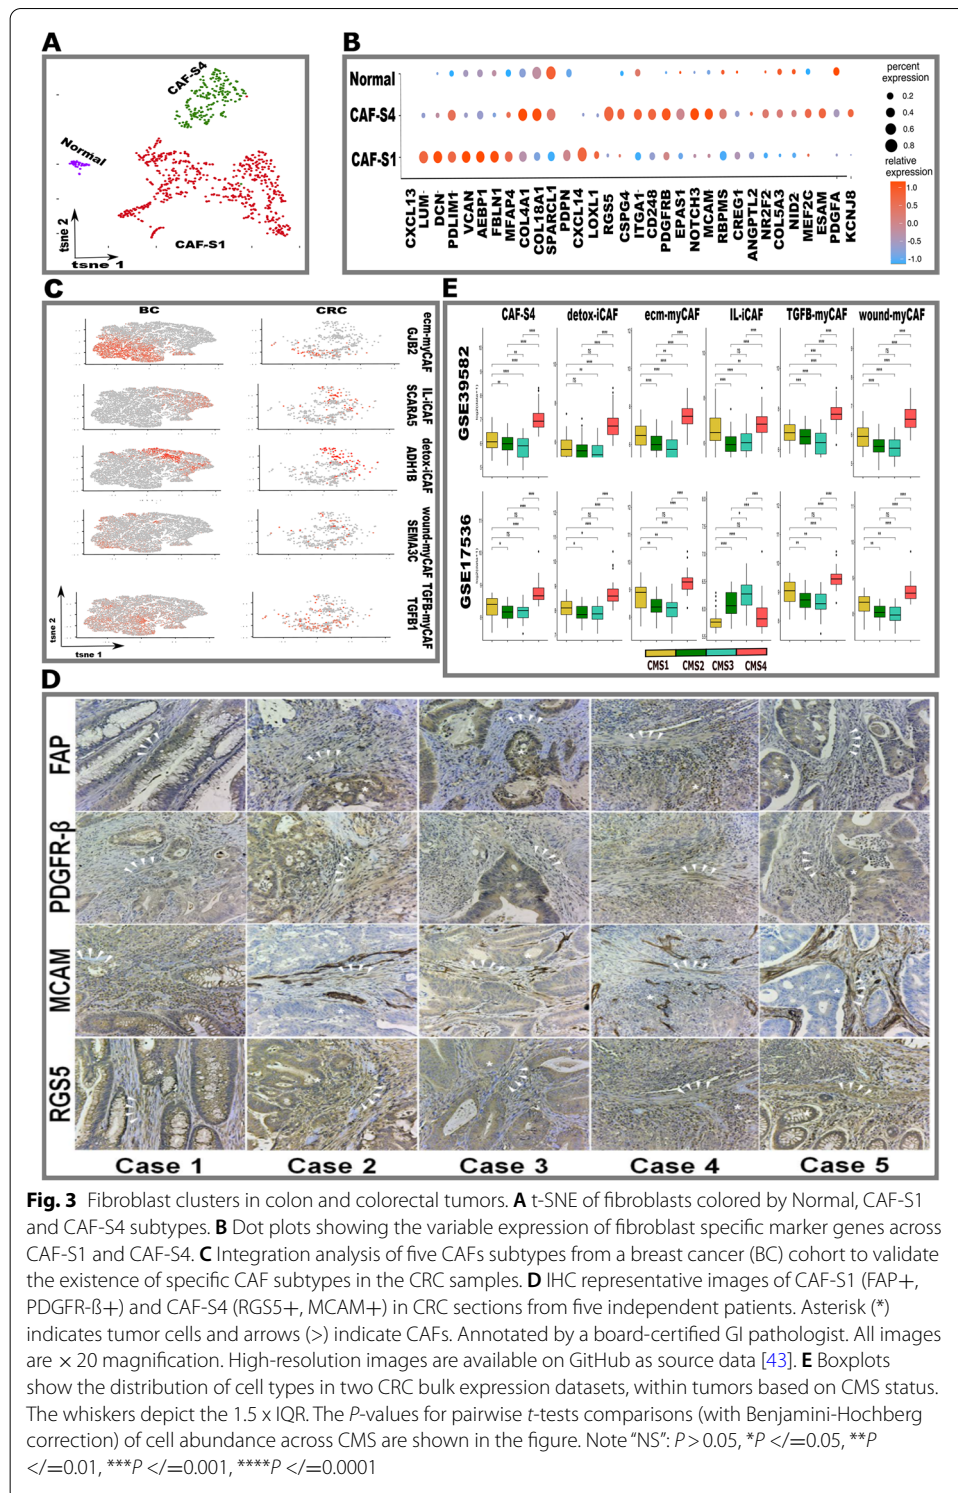 A
CAF-S4
Normal
CAF-S1
tsne 2
tsne 1
B
Normal
CAF-S4
CAF-S1
CXCL13
LUM
DCN
PDLIM1
VCAN
AEBP1
FBLN1
MFAP4
COL4A1
COL18A1
SPARCL1
PDPN
CXCL14
LOXL1
RGS5
CSPG4
ITGA1
CD248
PDGFRB
EPAS1
NOTCH3
MCAM
RBPMS
CREG1
ANGPTL2
NR2F2
COL5A3
NID2
MEF2C
ESAM
PDGFA
KCNJ8
percent
expression
0.2
0.4
0.6
0.8
relative
expression
1.0
0.5
0.0
-0.5
-1.0
C
BC
CRC
ecm-myCAF
GJB2
IL-iCAF
SCARA5
detox-iCAF
ADH1B
wound-myCAF
SEMA3C
TGFB-myCAF
TGFB1
tsne 2
tsne 1
E
CAF-S4
detox-iCAF
ecm-myCAF
IL-iCAF
TGFB-myCAF
wound-myCAF
GSE39582
GSE17536
CMS1
CMS2
CMS3
CMS4
D
FAP
PDGFR-β
MCAM
RGS5
Case 1
Case 2
Case 3
Case 4
Case 5
Fig. 3 Fibroblast clusters in colon and colorectal tumors. A t-SNE of fibroblasts colored by Normal, CAF-S1
and CAF-S4 subtypes. B Dot plots showing the variable expression of fibroblast specific marker genes across
CAF-S1 and CAF-S4. C Integration analysis of five CAFs subtypes from a breast cancer (BC) cohort to validate
the existence of specific CAF subtypes in the CRC samples. D IHC representative images of CAF-S1 (FAP+,
PDGFR-ß+) and CAF-S4 (RGS5+, MCAM+) in CRC sections from five independent patients. Asterisk (*)
indicates tumor cells and arrows (>) indicate CAFs. Annotated by a board-certified GI pathologist. All images
are × 20 magnification. High-resolution images are available on GitHub as source data [43]. E Boxplots
show the distribution of cell types in two CRC bulk expression datasets, within tumors based on CMS status.
The whiskers depict the 1.5 x IQR. The P-values for pairwise t-tests comparisons (with Benjamini-Hochberg
correction) of cell abundance across CMS are shown in the figure. Note “NS”: P > 0.05, *P </=0.05, **P
</=0.01, ***P </=0.001, ****P </=0.0001